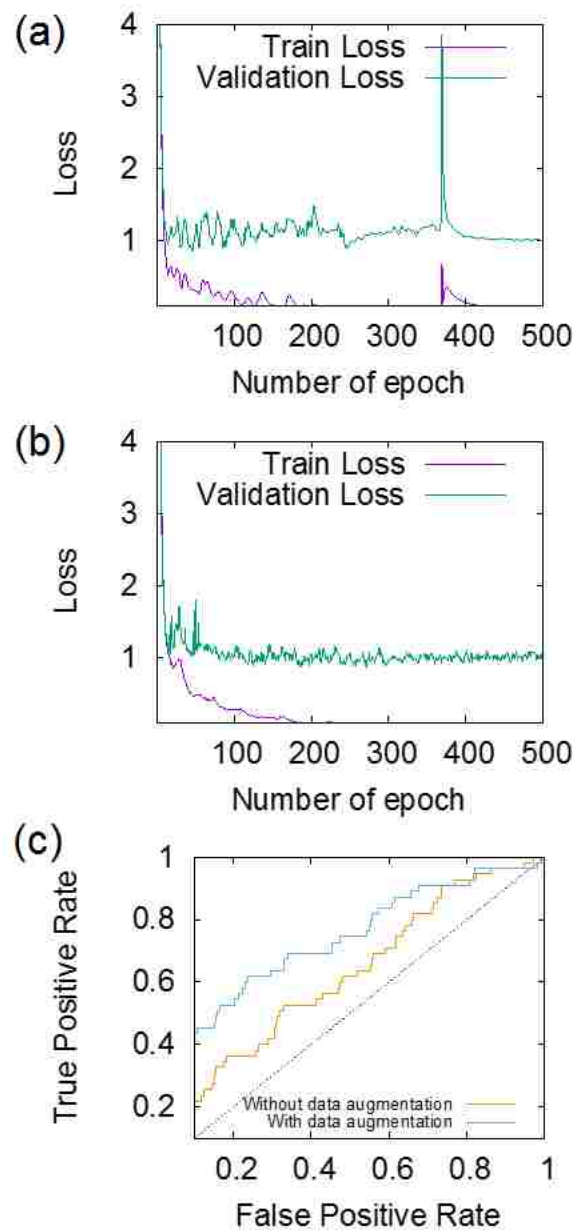 (a)
4
3
2
1
Loss
Train Loss
Validation Loss
100 200 300 400 500
Number of epoch
(b)
4
3
2
1
Loss
Train Loss
Validation Loss
100 200 300 400 500
Number of epoch
(c)
1
0.8
0.6
0.4
0.2
True Positive Rate
Without data augmentation
With data augmentation
0.2 0.4 0.6 0.8 1
False Positive Rate